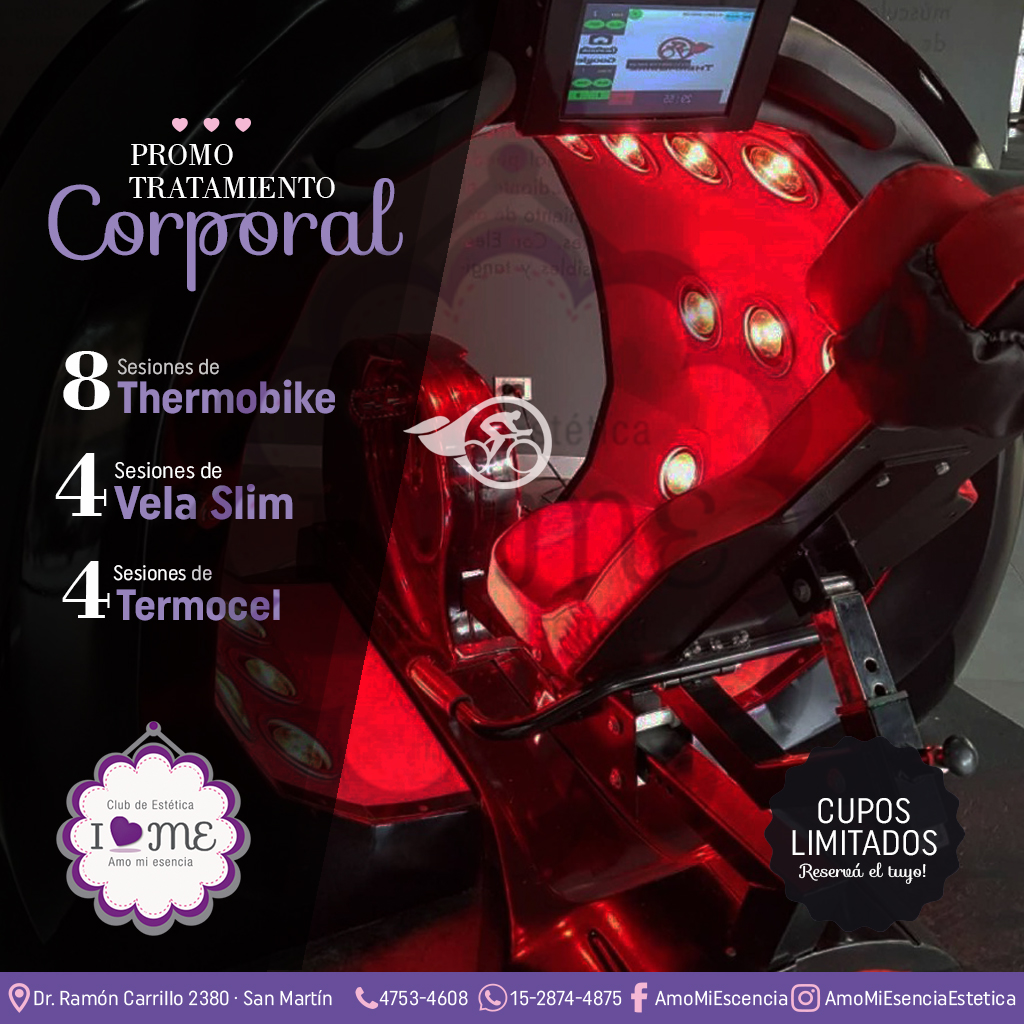 PROMO
TRATAMIENTO
Corporal
8 Sesiones de
Thermobike
4 Sesiones de
Vela Slim
4 Sesiones de
Termocel
Club de Estética
I ME
Amo mi esencia
CUPOS
LIMITADOS
Reservá el tuyo!
Dr. Ramón Carrillo 2380 · San Martín 4753-4608 15-2874-4875 AmoMiEscencia AmoMiEsenciaEstetica